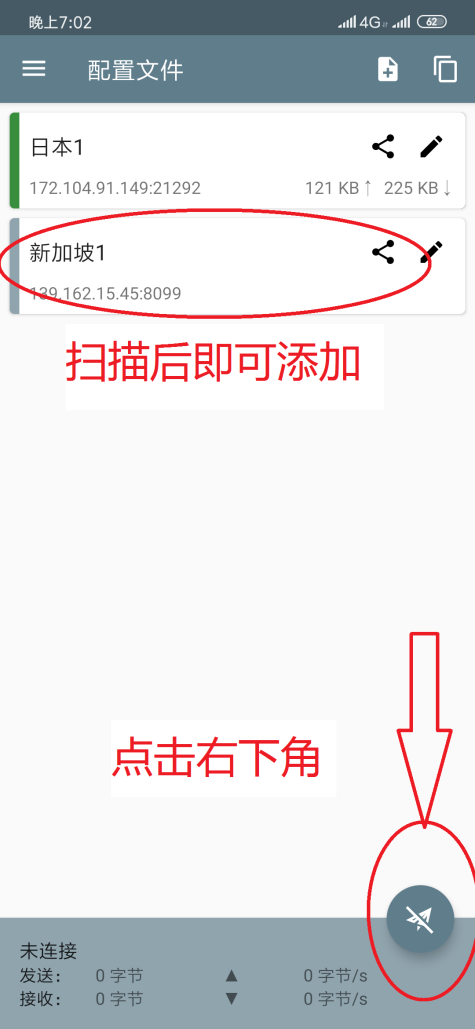 晚上7:02
4G
62
配置文件
日本1
172.104.91.149:21292
121 KB↑ 225 KB↓
新加坡1
139.162.15.45:8099
扫描后即可添加
点击右下角
未连接
发送: 0 字节 ▲ 0 字节/s
接收: 0 字节 ▼ 0 字节/s